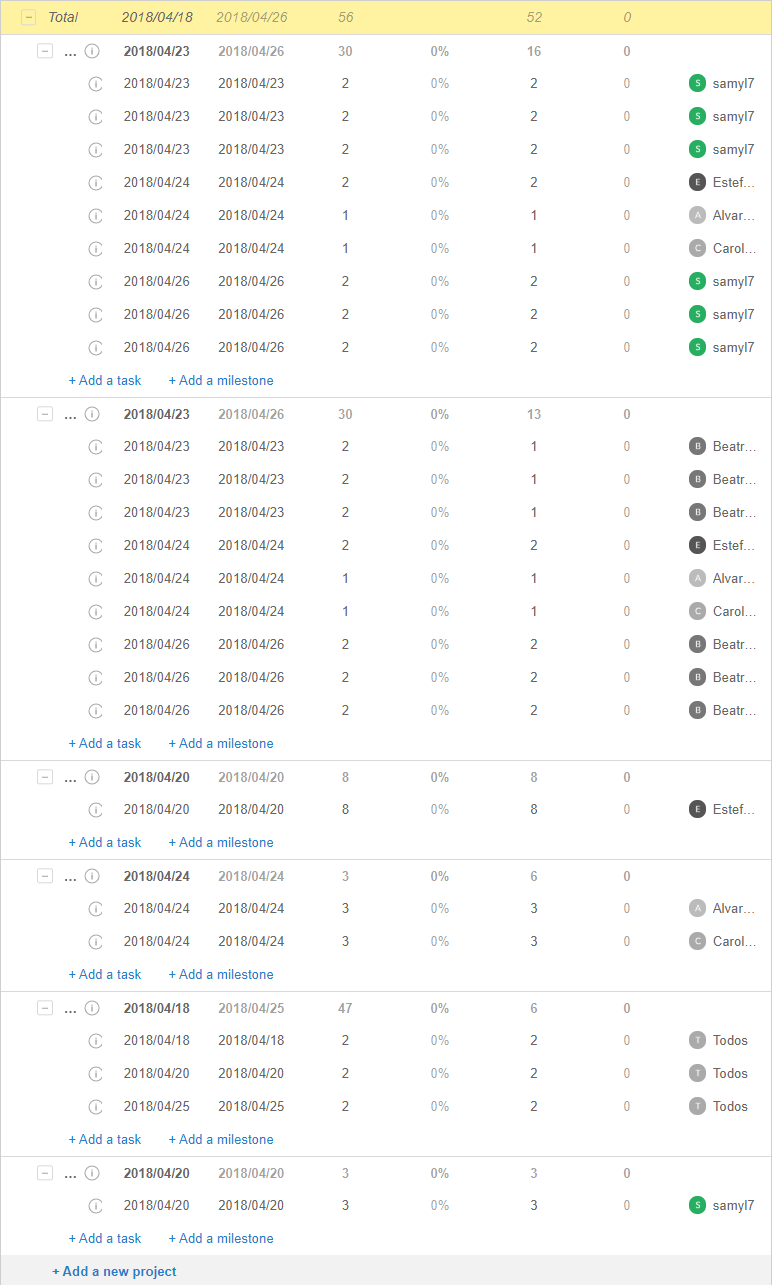 − Total 2018/04/18 2018/04/26 56 52 0
− ... i 2018/04/23 2018/04/26 30 0% 16 0
i 2018/04/23 2018/04/23 2 0% 2 0 S samyl7
i 2018/04/23 2018/04/23 2 0% 2 0 S samyl7
i 2018/04/23 2018/04/23 2 0% 2 0 S samyl7
i 2018/04/24 2018/04/24 2 0% 2 0 E Estef...
i 2018/04/24 2018/04/24 1 0% 1 0 A Alvar...
i 2018/04/24 2018/04/24 1 0% 1 0 C Carol...
i 2018/04/26 2018/04/26 2 0% 2 0 S samyl7
i 2018/04/26 2018/04/26 2 0% 2 0 S samyl7
i 2018/04/26 2018/04/26 2 0% 2 0 S samyl7
+ Add a task + Add a milestone
− ... i 2018/04/23 2018/04/26 30 0% 13 0
i 2018/04/23 2018/04/23 2 0% 1 0 B Beatr...
i 2018/04/23 2018/04/23 2 0% 1 0 B Beatr...
i 2018/04/23 2018/04/23 2 0% 1 0 B Beatr...
i 2018/04/24 2018/04/24 2 0% 2 0 E Estef...
i 2018/04/24 2018/04/24 1 0% 1 0 A Alvar...
i 2018/04/24 2018/04/24 1 0% 1 0 C Carol...
i 2018/04/26 2018/04/26 2 0% 2 0 B Beatr...
i 2018/04/26 2018/04/26 2 0% 2 0 B Beatr...
i 2018/04/26 2018/04/26 2 0% 2 0 B Beatr...
+ Add a task + Add a milestone
− ... i 2018/04/20 2018/04/20 8 0% 8 0
i 2018/04/20 2018/04/20 8 0% 8 0 E Estef...
+ Add a task + Add a milestone
− ... i 2018/04/24 2018/04/24 3 0% 6 0
i 2018/04/24 2018/04/24 3 0% 3 0 A Alvar...
i 2018/04/24 2018/04/24 3 0% 3 0 C Carol...
+ Add a task + Add a milestone
− ... i 2018/04/18 2018/04/25 47 0% 6 0
i 2018/04/18 2018/04/18 2 0% 2 0 T Todos
i 2018/04/20 2018/04/20 2 0% 2 0 T Todos
i 2018/04/25 2018/04/25 2 0% 2 0 T Todos
+ Add a task + Add a milestone
− ... i 2018/04/20 2018/04/20 3 0% 3 0
i 2018/04/20 2018/04/20 3 0% 3 0 S samyl7
+ Add a task + Add a milestone
+ Add a new project